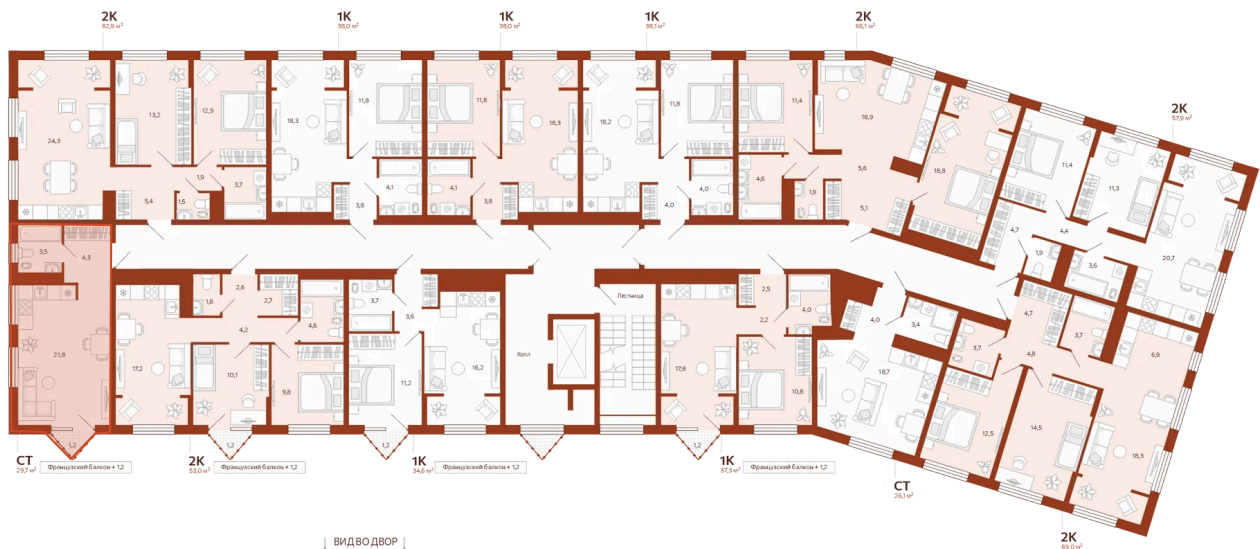 2К
62,9 м²
1К
38,0 м²
1К
38,0 м²
1К
38,1 м²
2К
66,1 м²
2К
57,9 м²
24,3
13,2
12,9
18,3
11,8
11,8
18,3
18,2
11,8
11,4
18,9
18,8
11,4
11,3
20,7
1,9
3,7
5,4
1,5
4,1
3,8
4,1
3,8
4,0
4,0
4,6
1,9
5,6
5,1
4,7
4,4
1,9
3,6
3,5
4,3
21,8
1,2
17,2
1,8
2,6
2,7
4,2
4,6
10,1
9,8
1,2
3,7
3,6
11,2
16,2
1,2
Холл
Лестница
17,8
2,5
2,2
4,0
10,8
1,2
4,0
3,4
18,7
3,7
4,7
4,8
3,7
12,5
14,5
6,9
18,3
СТ
29,7 м²
Французский балкон + 1,2
2К
53,0 м²
Французский балкон + 1,2
1К
34,6 м²
Французский балкон + 1,2
1К
37,3 м²
Французский балкон + 1,2
СТ
26,1 м²
2К
69,0 м²
ВИД ВО ДВОР